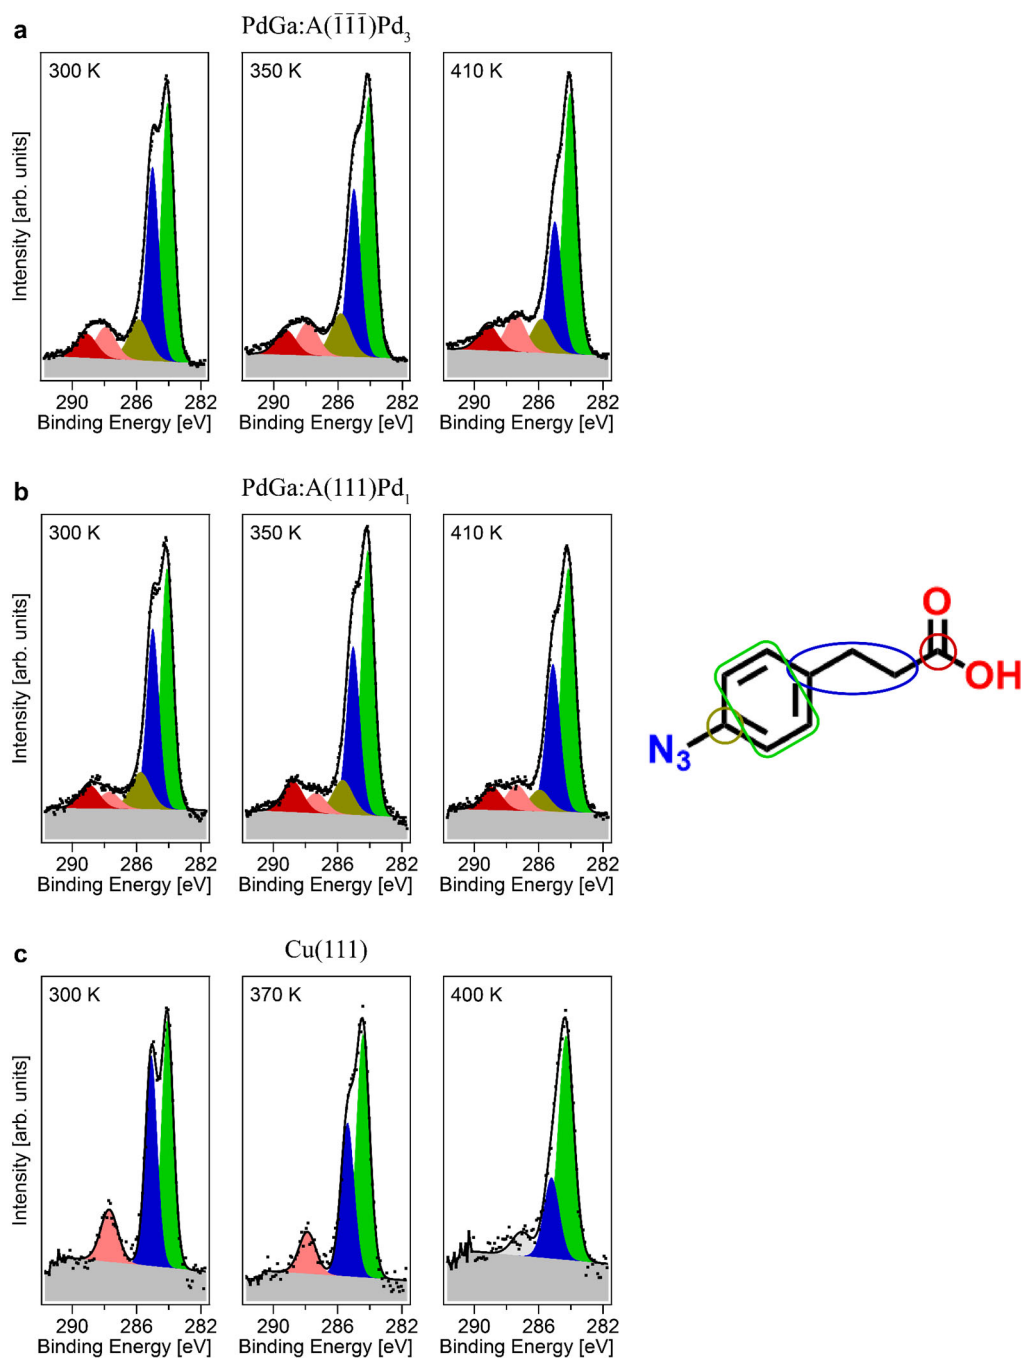 a
PdGa:A(1̄1̄1̄)Pd₃
Intensity [arb. units]
300 K
350 K
410 K
290 286 282
290 286 282
290 286 282
Binding Energy [eV]
Binding Energy [eV]
Binding Energy [eV]
b
PdGa:A(111)Pd₁
Intensity [arb. units]
300 K
350 K
410 K
290 286 282
290 286 282
290 286 282
Binding Energy [eV]
Binding Energy [eV]
Binding Energy [eV]
O
OH
N₃
c
Cu(111)
Intensity [arb. units]
300 K
370 K
400 K
290 286 282
290 286 282
290 286 282
Binding Energy [eV]
Binding Energy [eV]
Binding Energy [eV]